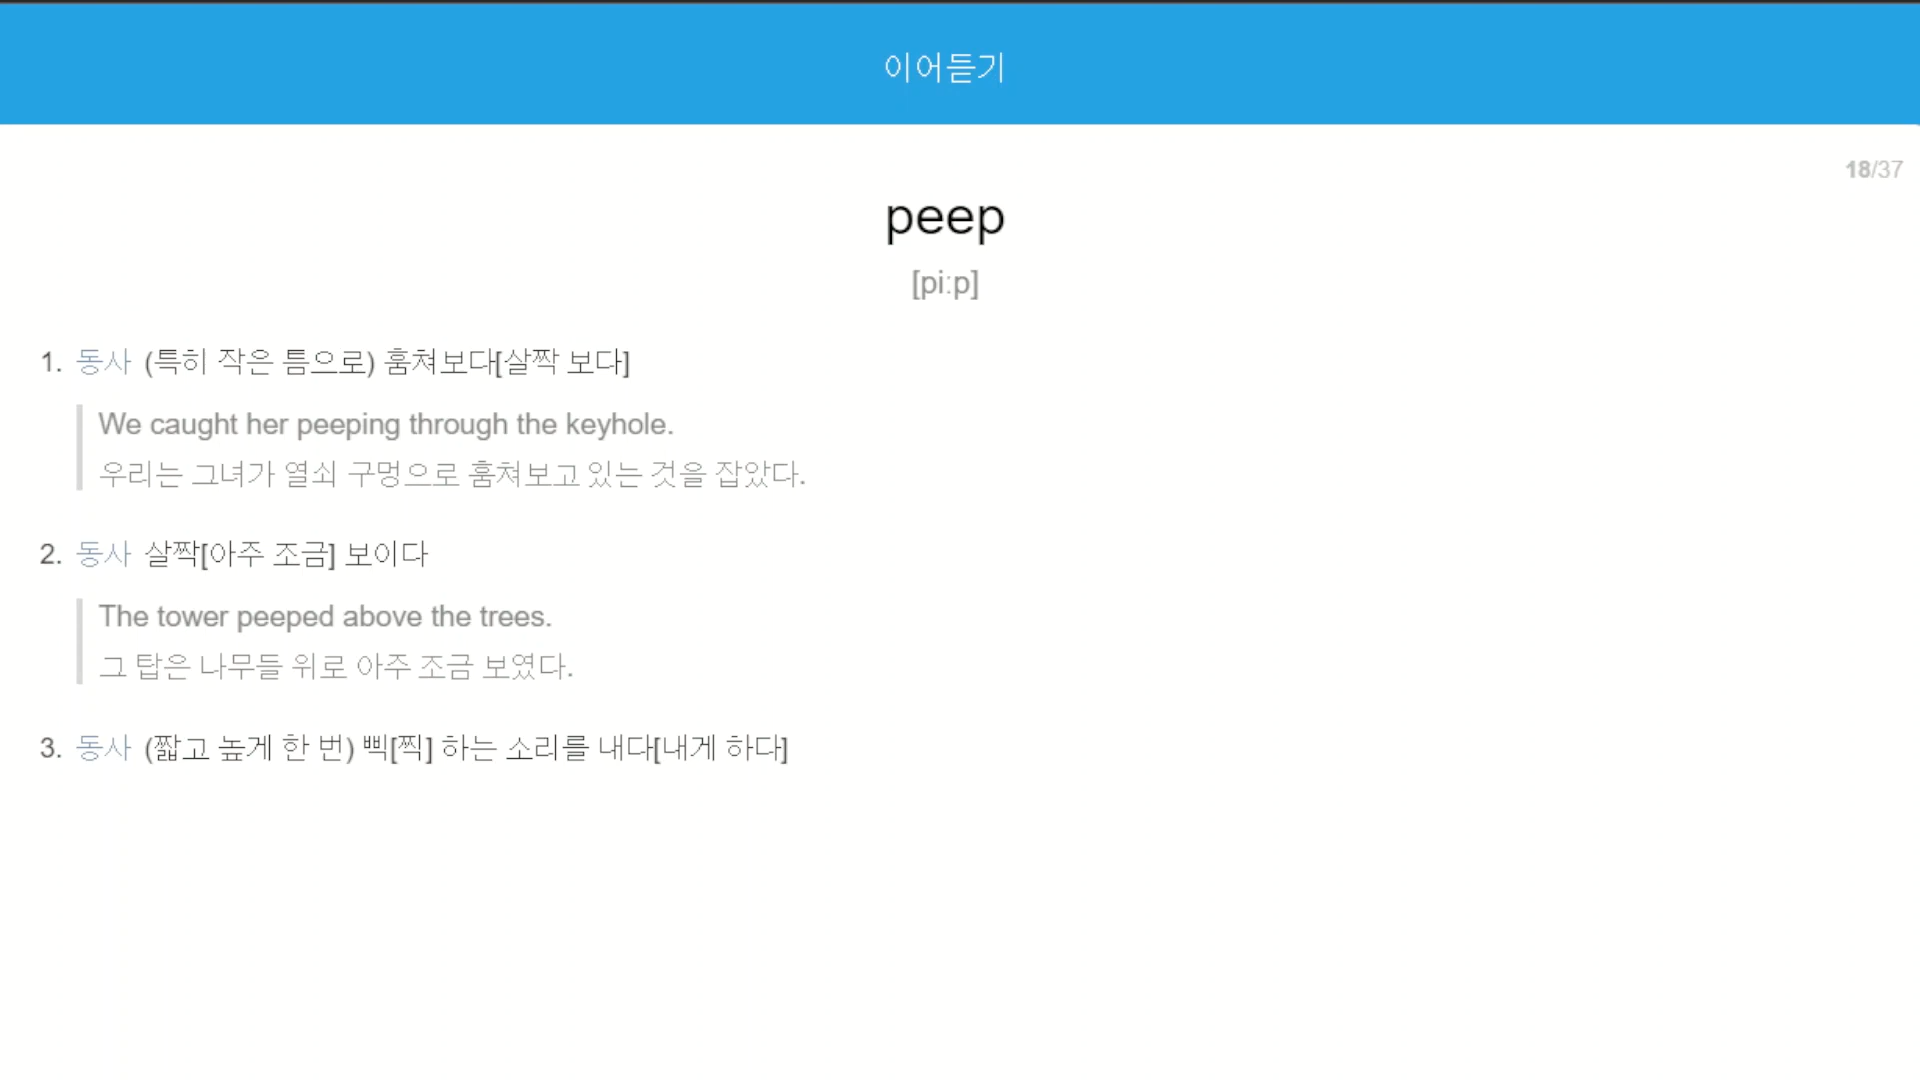 이어듣기
18/37
peep
[piːp]
1. 동사 (특히 작은 틈으로) 훔쳐보다[살짝 보다]
We caught her peeping through the keyhole.
우리는 그녀가 열쇠 구멍으로 훔쳐보고 있는 것을 잡았다.
2. 동사 살짝[아주 조금] 보이다
The tower peeped above the trees.
그 탑은 나무들 위로 아주 조금 보였다.
3. 동사 (짧고 높게 한 번) 삑[찍] 하는 소리를 내다[내게 하다]